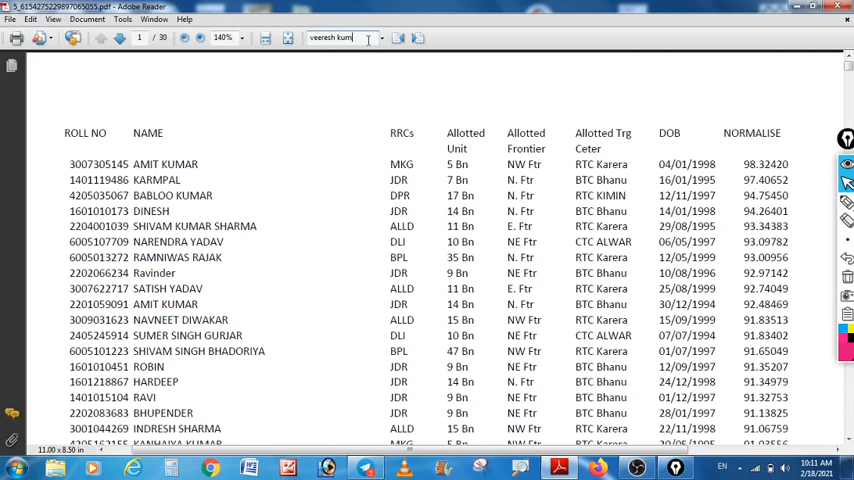 5_6154275229897065055.pdf - Adobe Reader
File Edit View Document Tools Window Help
1 / 30 140% veeresh kum
ROLL NO NAME RRCs Allotted Unit Allotted Frontier Allotted Trg Ceter DOB NORMALISE
3007305145 AMIT KUMAR MKG 5 Bn NW Ftr RTC Karera 04/01/1998 98.32420
1401119486 KARMPAL JDR 7 Bn N. Ftr BTC Bhanu 16/01/1995 97.40652
4205035067 BABLOO KUMAR DPR 17 Bn N. Ftr RTC KIMIN 12/11/1997 94.75450
1601010173 DINESH JDR 14 Bn N. Ftr BTC Bhanu 14/01/1998 94.26401
2204001039 SHIVAM KUMAR SHARMA ALLD 11 Bn E. Ftr RTC Karera 29/08/1995 93.34383
6005107709 NARENDRA YADAV DLI 10 Bn NE Ftr CTC ALWAR 06/05/1997 93.09782
6005013272 RAMNIWAS RAJAK BPL 35 Bn N. Ftr RTC Karera 12/05/1999 93.00956
2202066234 Ravinder JDR 9 Bn NE Ftr BTC Bhanu 10/08/1996 92.97142
3007622717 SATISH YADAV ALLD 11 Bn E. Ftr RTC Karera 25/08/1999 92.74049
2201059091 AMIT KUMAR JDR 14 Bn N. Ftr BTC Bhanu 30/12/1994 92.48469
3009031623 NAVNEET DIWAKAR ALLD 15 Bn NW Ftr RTC Karera 15/09/1999 91.83513
2405245914 SUMER SINGH GURJAR DLI 10 Bn NE Ftr CTC ALWAR 07/07/1994 91.83402
6005101223 SHIVAM SINGH BHADORIYA BPL 47 Bn N. Ftr RTC Karera 01/07/1997 91.65049
1601010451 ROBIN JDR 9 Bn NE Ftr BTC Bhanu 12/09/1997 91.35207
1601218867 HARDEEP JDR 14 Bn N. Ftr BTC Bhanu 24/12/1998 91.34979
1401015104 RAVI JDR 9 Bn NE Ftr BTC Bhanu 01/12/1997 91.32753
2202083683 BHUPENDER JDR 9 Bn NE Ftr BTC Bhanu 28/01/1997 91.13825
3001044269 INDRESH SHARMA ALLD 15 Bn NW Ftr RTC Karera 22/11/1998 91.06759
4205162155 KANHAIYA KUMAR MKG 5 Bn NW Ftr RTC Karera 20/05/1995 91.03556
11.00 x 8.50 in
EN 10:11 AM
2/18/2021